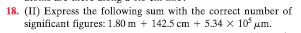 18. (II) Express the following sum with the correct number of
significant figures: 1.80 m + 142.5 cm + 5.34 × 10⁵ μm.